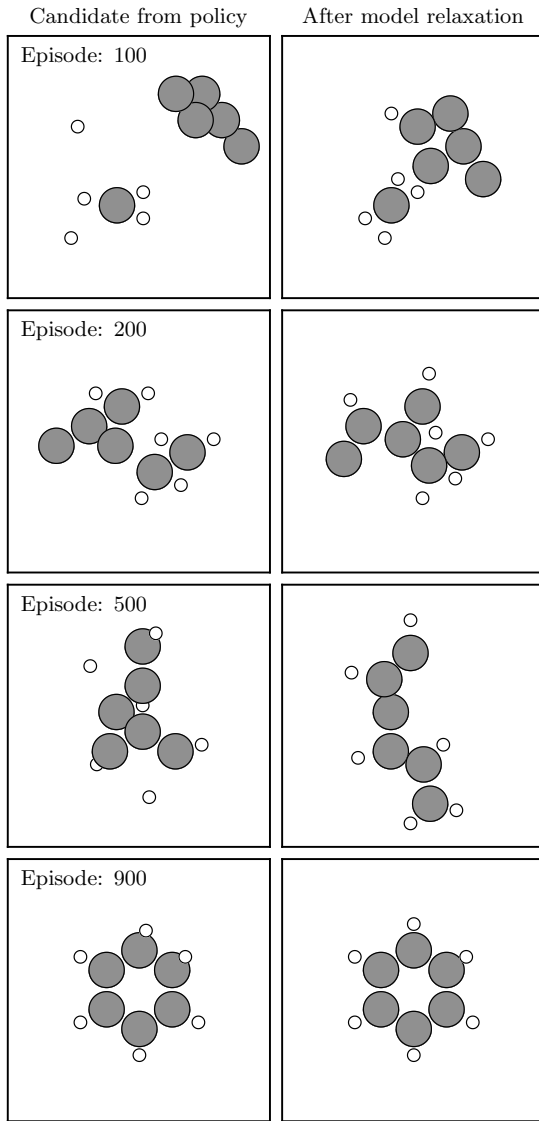 Candidate from policy
After model relaxation
Episode: 100
Episode: 200
Episode: 500
Episode: 900